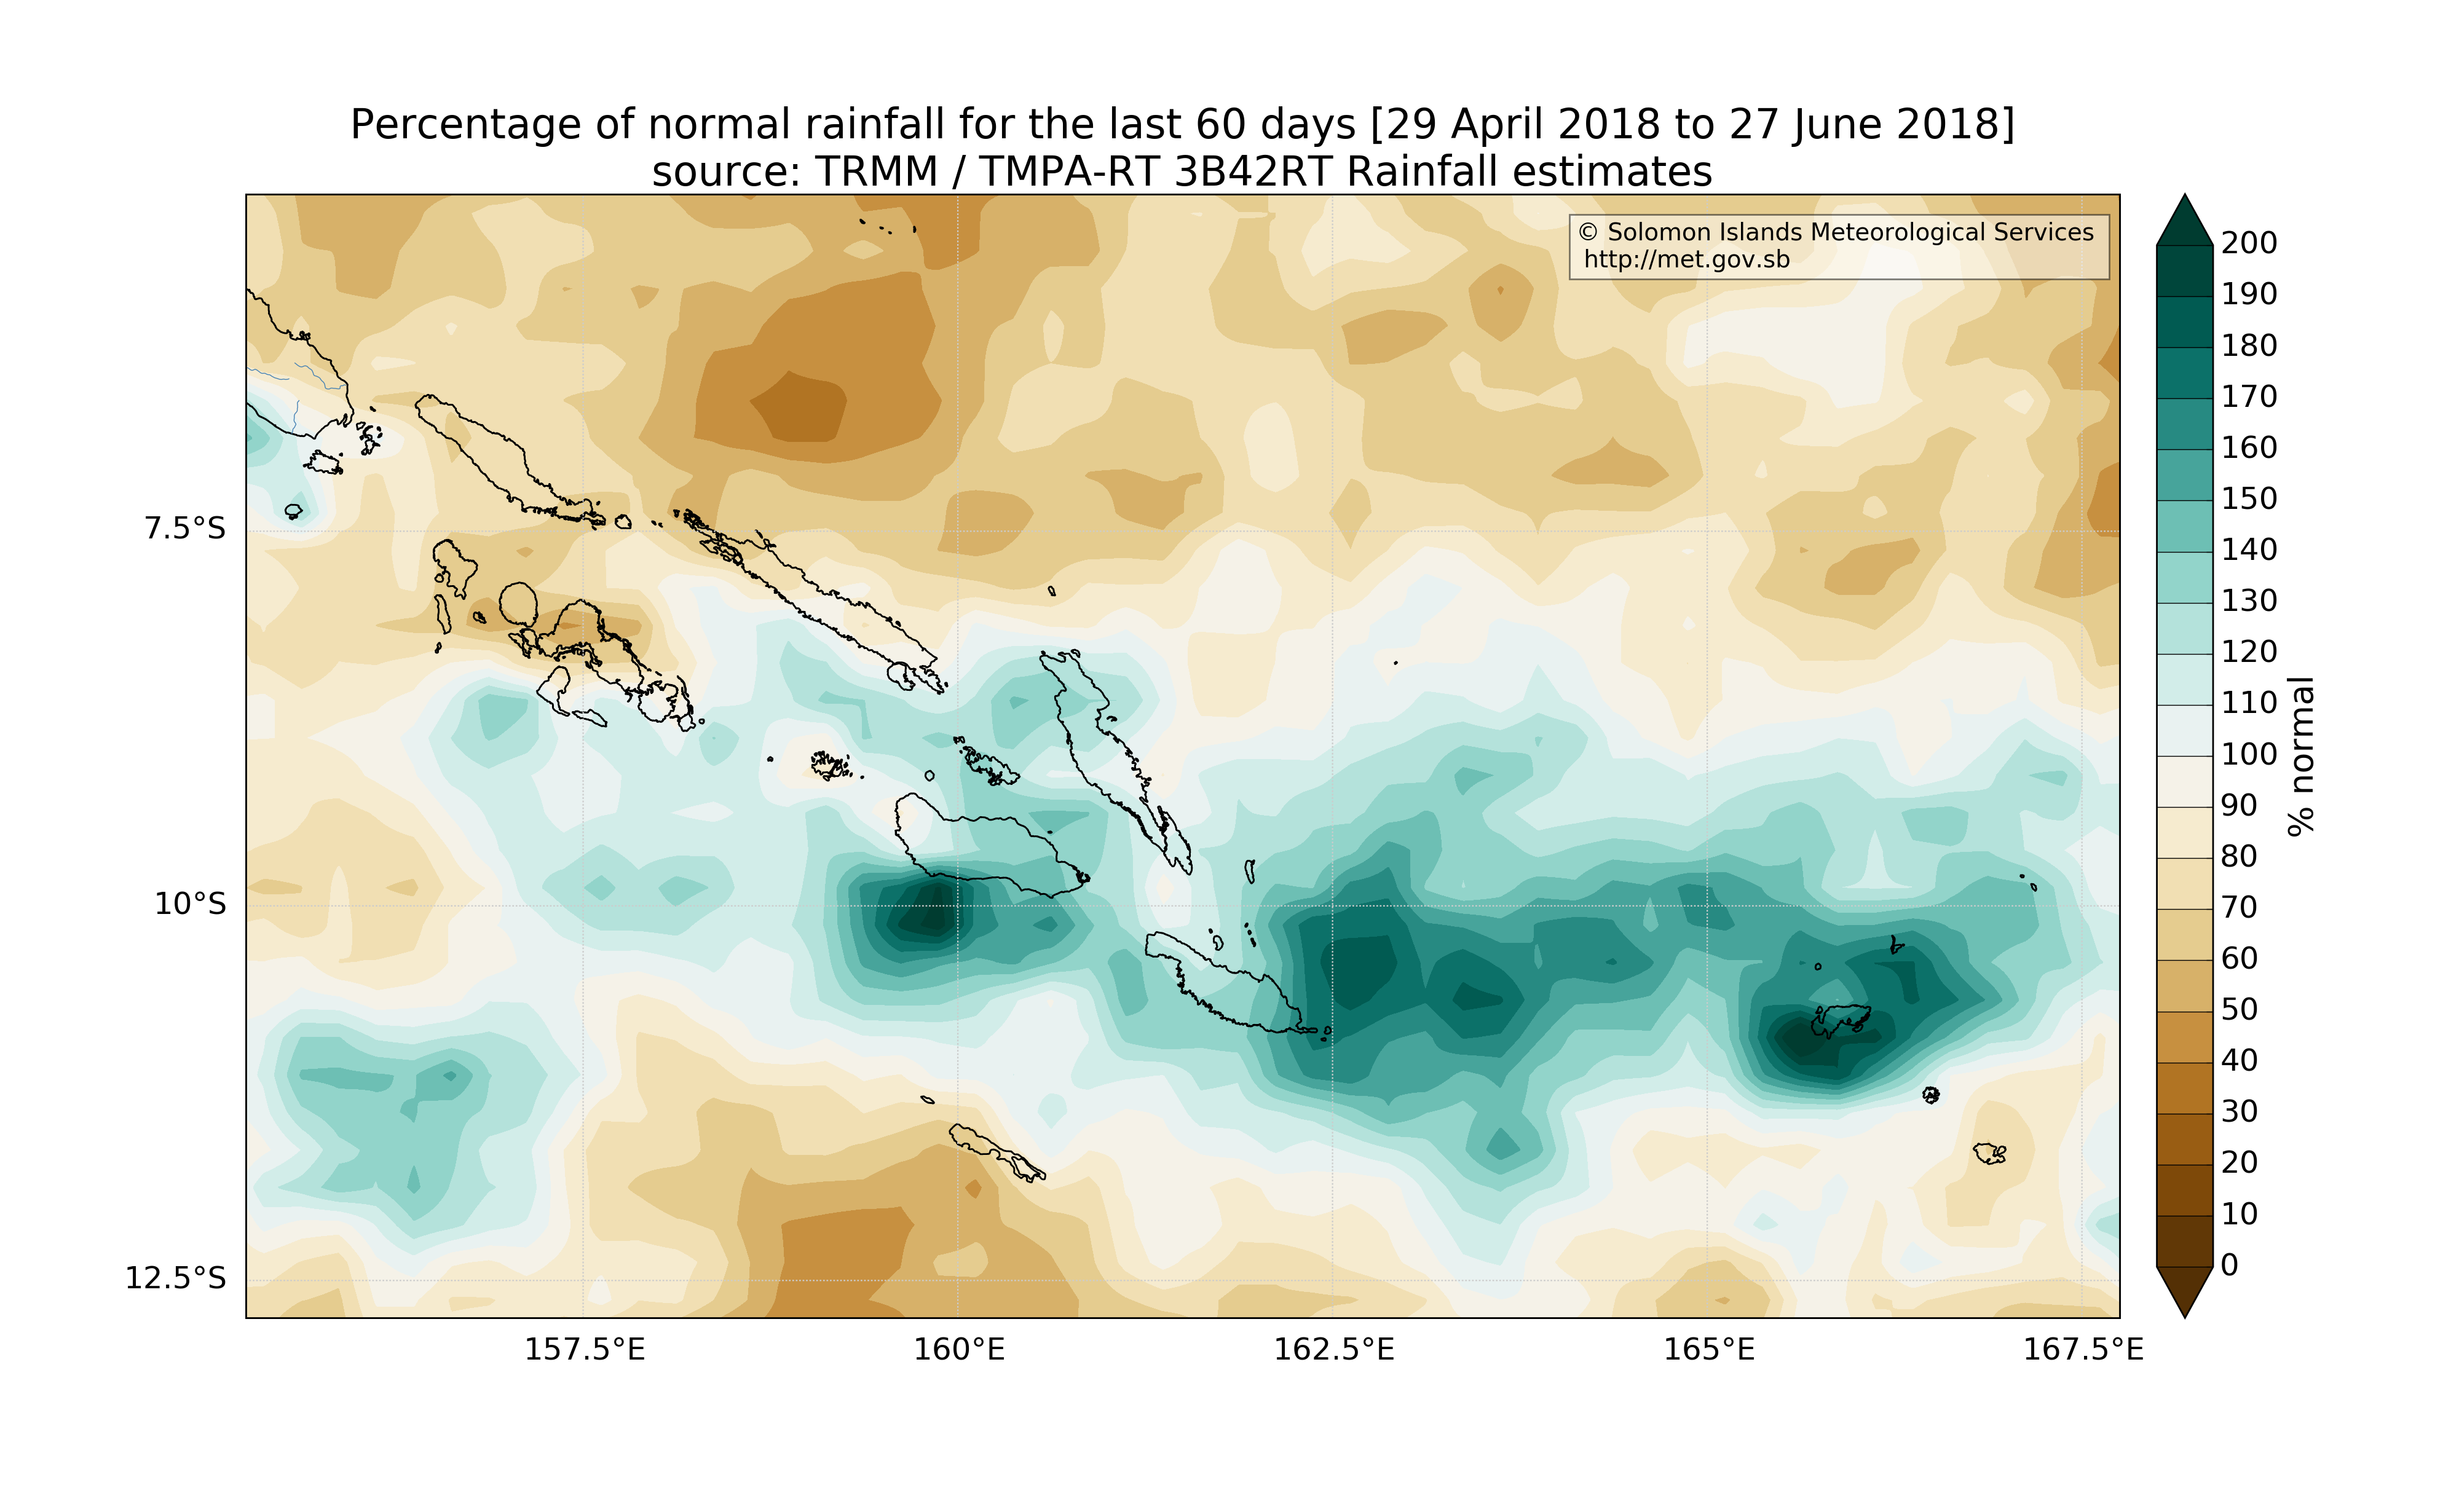 Percentage of normal rainfall for the last 60 days [29 April 2018 to 27 June 2018]
source: TRMM / TMPA-RT 3B42RT Rainfall estimates
© Solomon Islands Meteorological Services
http://met.gov.sb
7.5°S
10°S
12.5°S
157.5°E
160°E
162.5°E
165°E
167.5°E
200
190
180
170
160
150
140
130
120
110
100
90
80
70
60
50
40
30
20
10
0
% normal